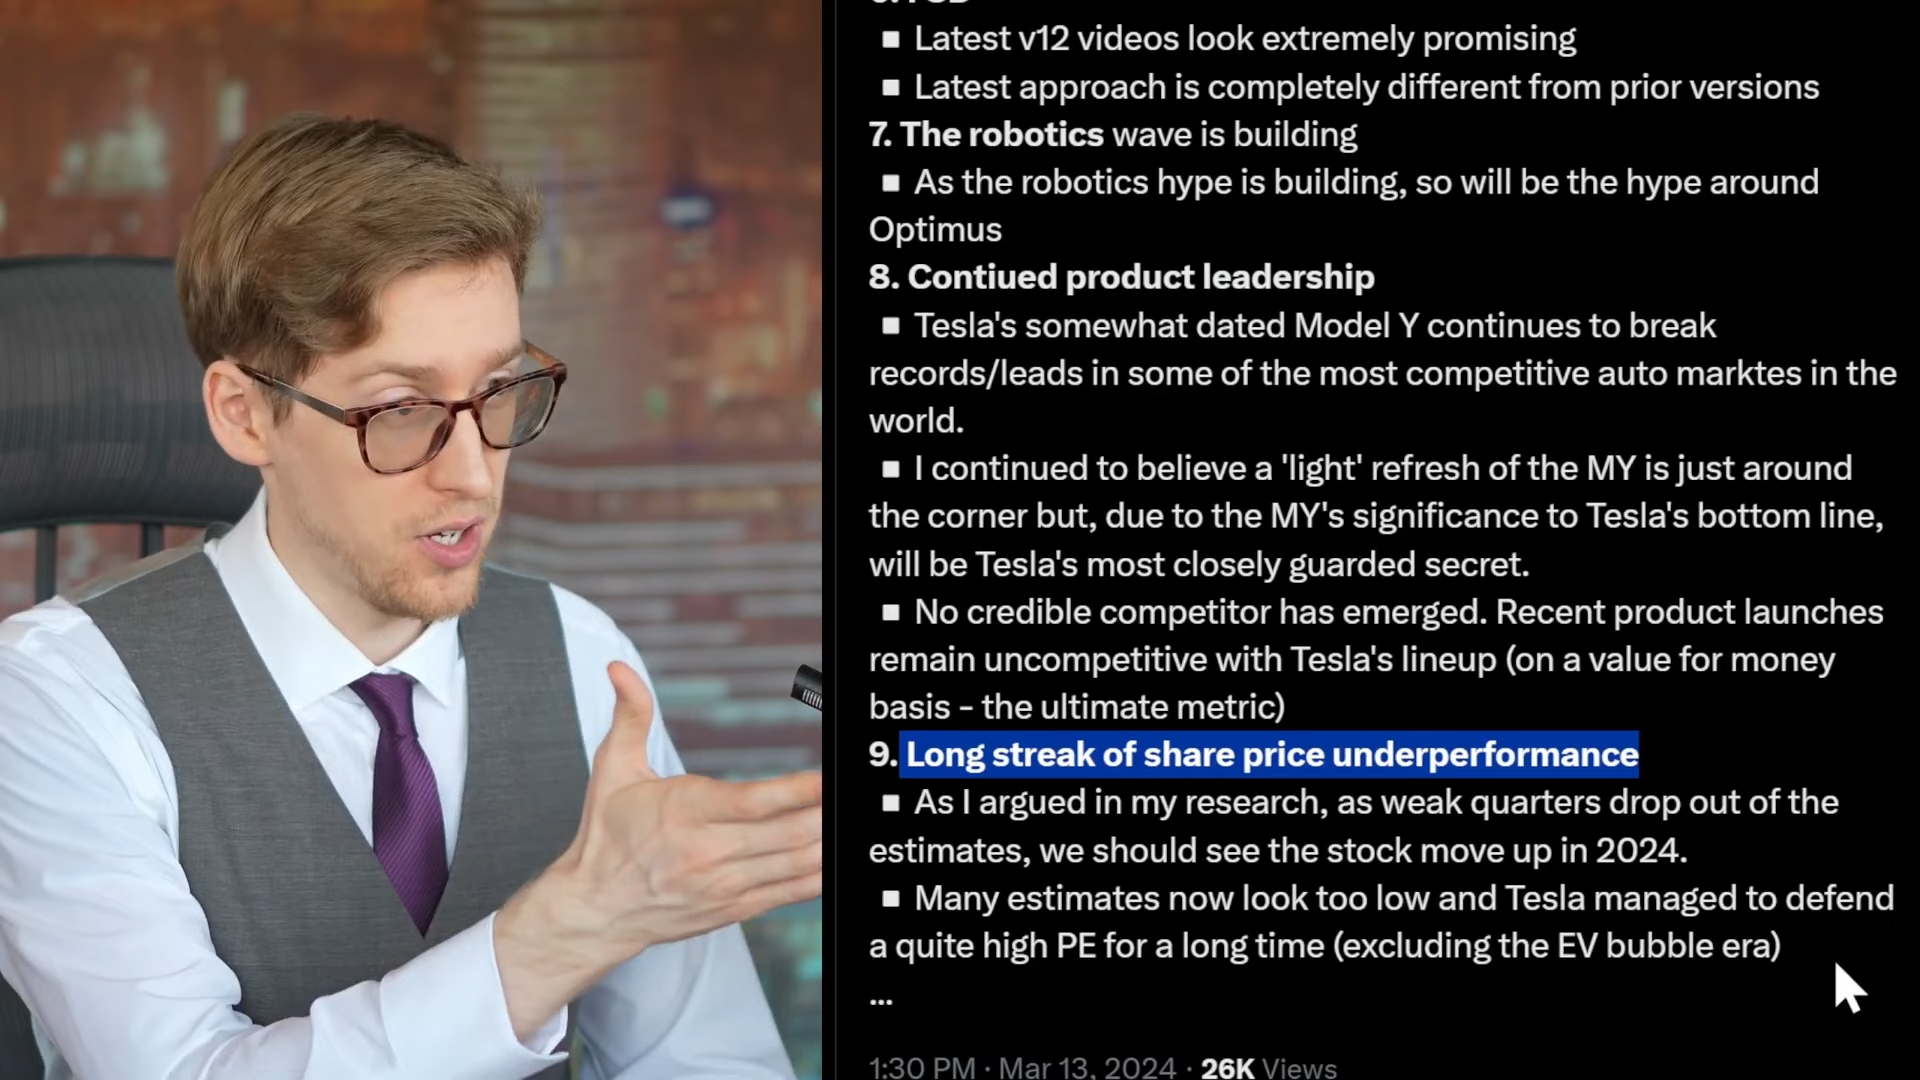 ▪ Latest v12 videos look extremely promising
▪ Latest approach is completely different from prior versions
7. The robotics wave is building
▪ As the robotics hype is building, so will be the hype around
Optimus
8. Contiued product leadership
▪ Tesla's somewhat dated Model Y continues to break
records/leads in some of the most competitive auto marktes in the
world.
▪ I continued to believe a 'light' refresh of the MY is just around
the corner but, due to the MY's significance to Tesla's bottom line,
will be Tesla's most closely guarded secret.
▪ No credible competitor has emerged. Recent product launches
remain uncompetitive with Tesla's lineup (on a value for money
basis - the ultimate metric)
9. Long streak of share price underperformance
▪ As I argued in my research, as weak quarters drop out of the
estimates, we should see the stock move up in 2024.
▪ Many estimates now look too low and Tesla managed to defend
a quite high PE for a long time (excluding the EV bubble era)
...
1:30 PM · Mar 13, 2024 · 26K Views